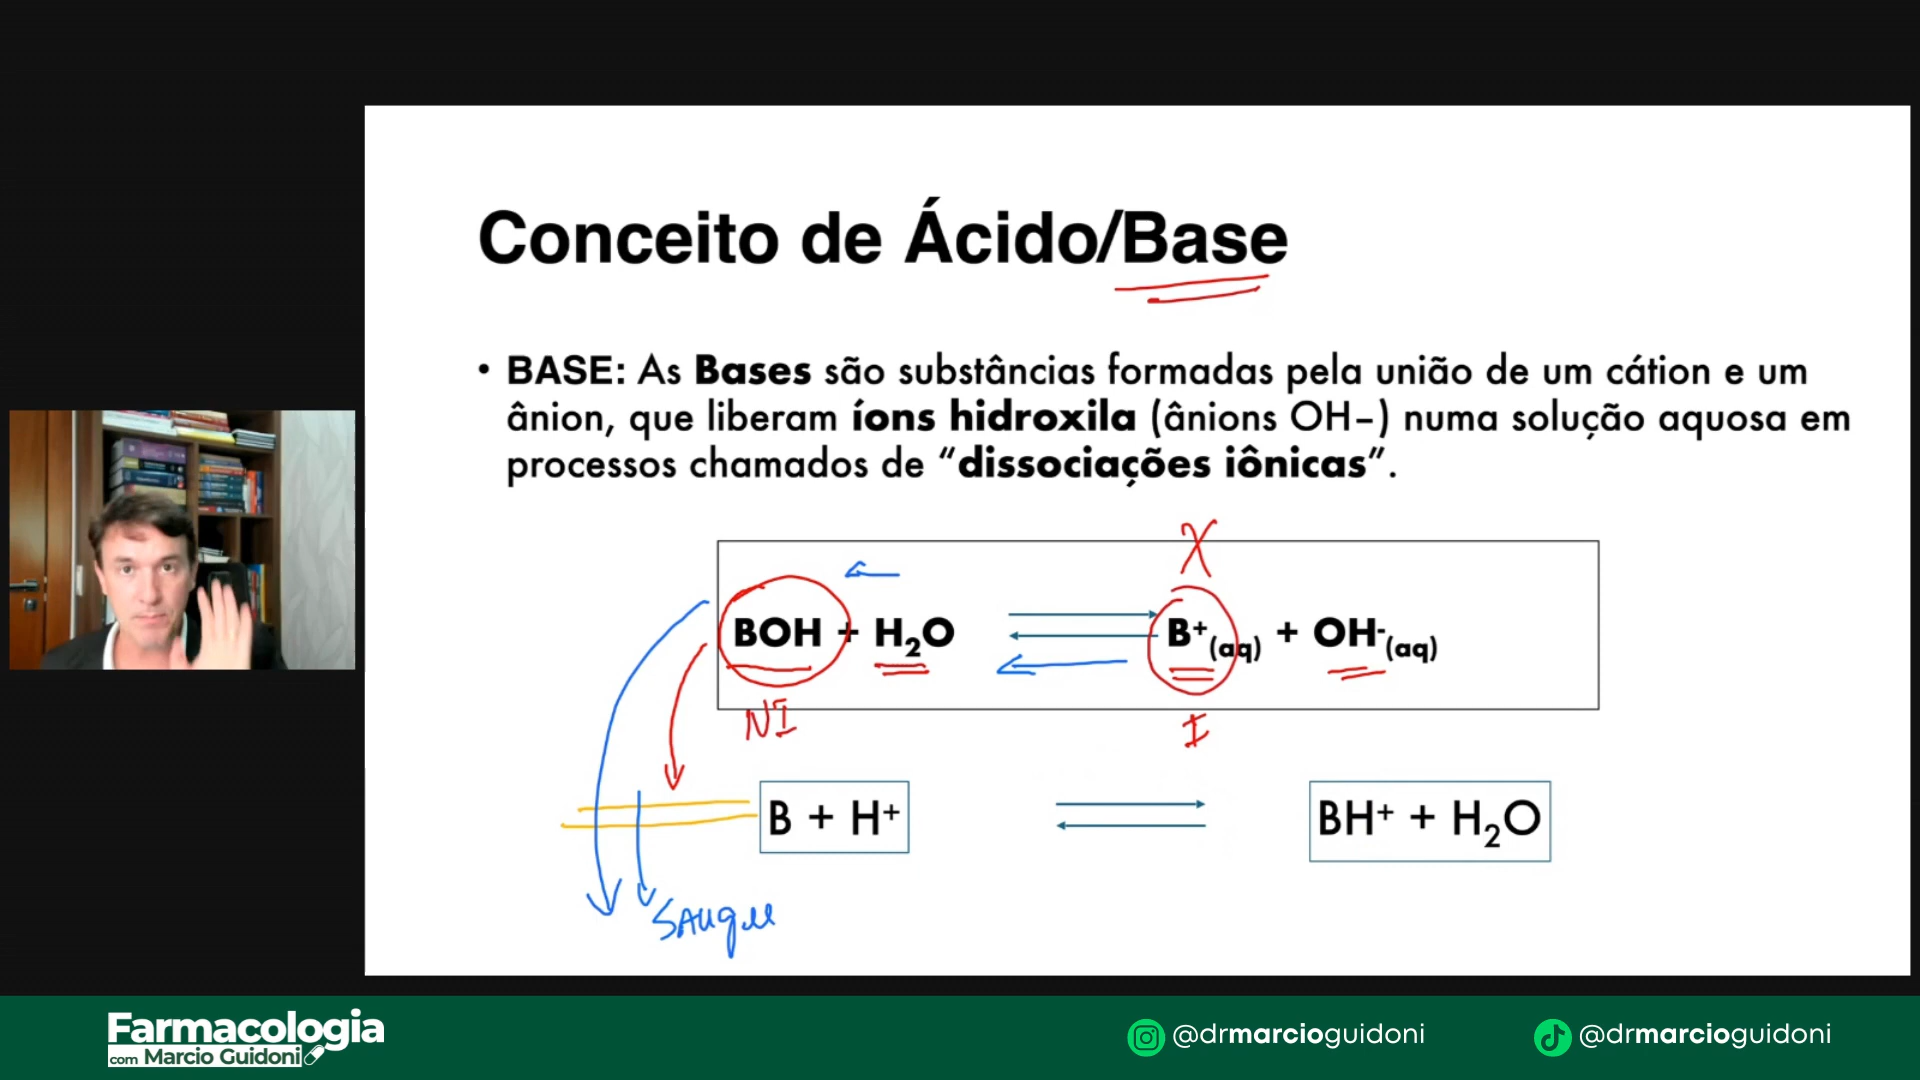 Conceito de Ácido/Base
• BASE: As Bases são substâncias formadas pela união de um cátion e um
ânion, que liberam íons hidroxila (ânions OH–) numa solução aquosa em
processos chamados de “dissociações iônicas”.
X
BOH + H₂O B⁺(aq) + OH⁻(aq)
NI I
B + H⁺ BH⁺ + H₂O
SANgue
Farmacologia
com Marcio Guidoni
@drmarcioguidoni @drmarcioguidoni